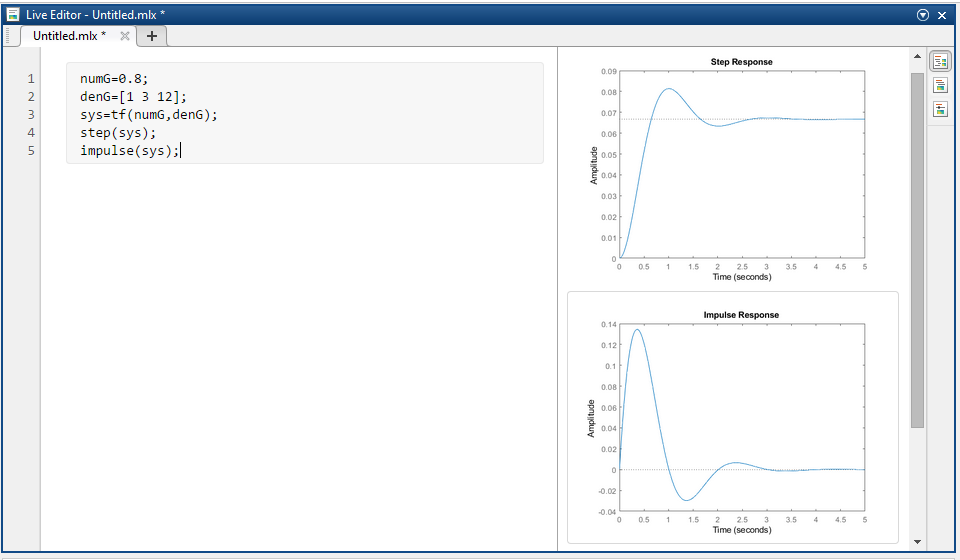 Live Editor - Untitled.mlx *
Untitled.mlx *
1 numG=0.8;
2 denG=[1 3 12];
3 sys=tf(numG,denG);
4 step(sys);
5 impulse(sys);
Step Response
0.09
0.08
0.07
0.06
0.05
0.04
0.03
0.02
0.01
0
Amplitude
0 0.5 1 1.5 2 2.5 3 3.5 4 4.5 5
Time (seconds)
Impulse Response
0.14
0.12
0.1
0.08
0.06
0.04
0.02
0
-0.02
-0.04
Amplitude
0 0.5 1 1.5 2 2.5 3 3.5 4 4.5 5
Time (seconds)